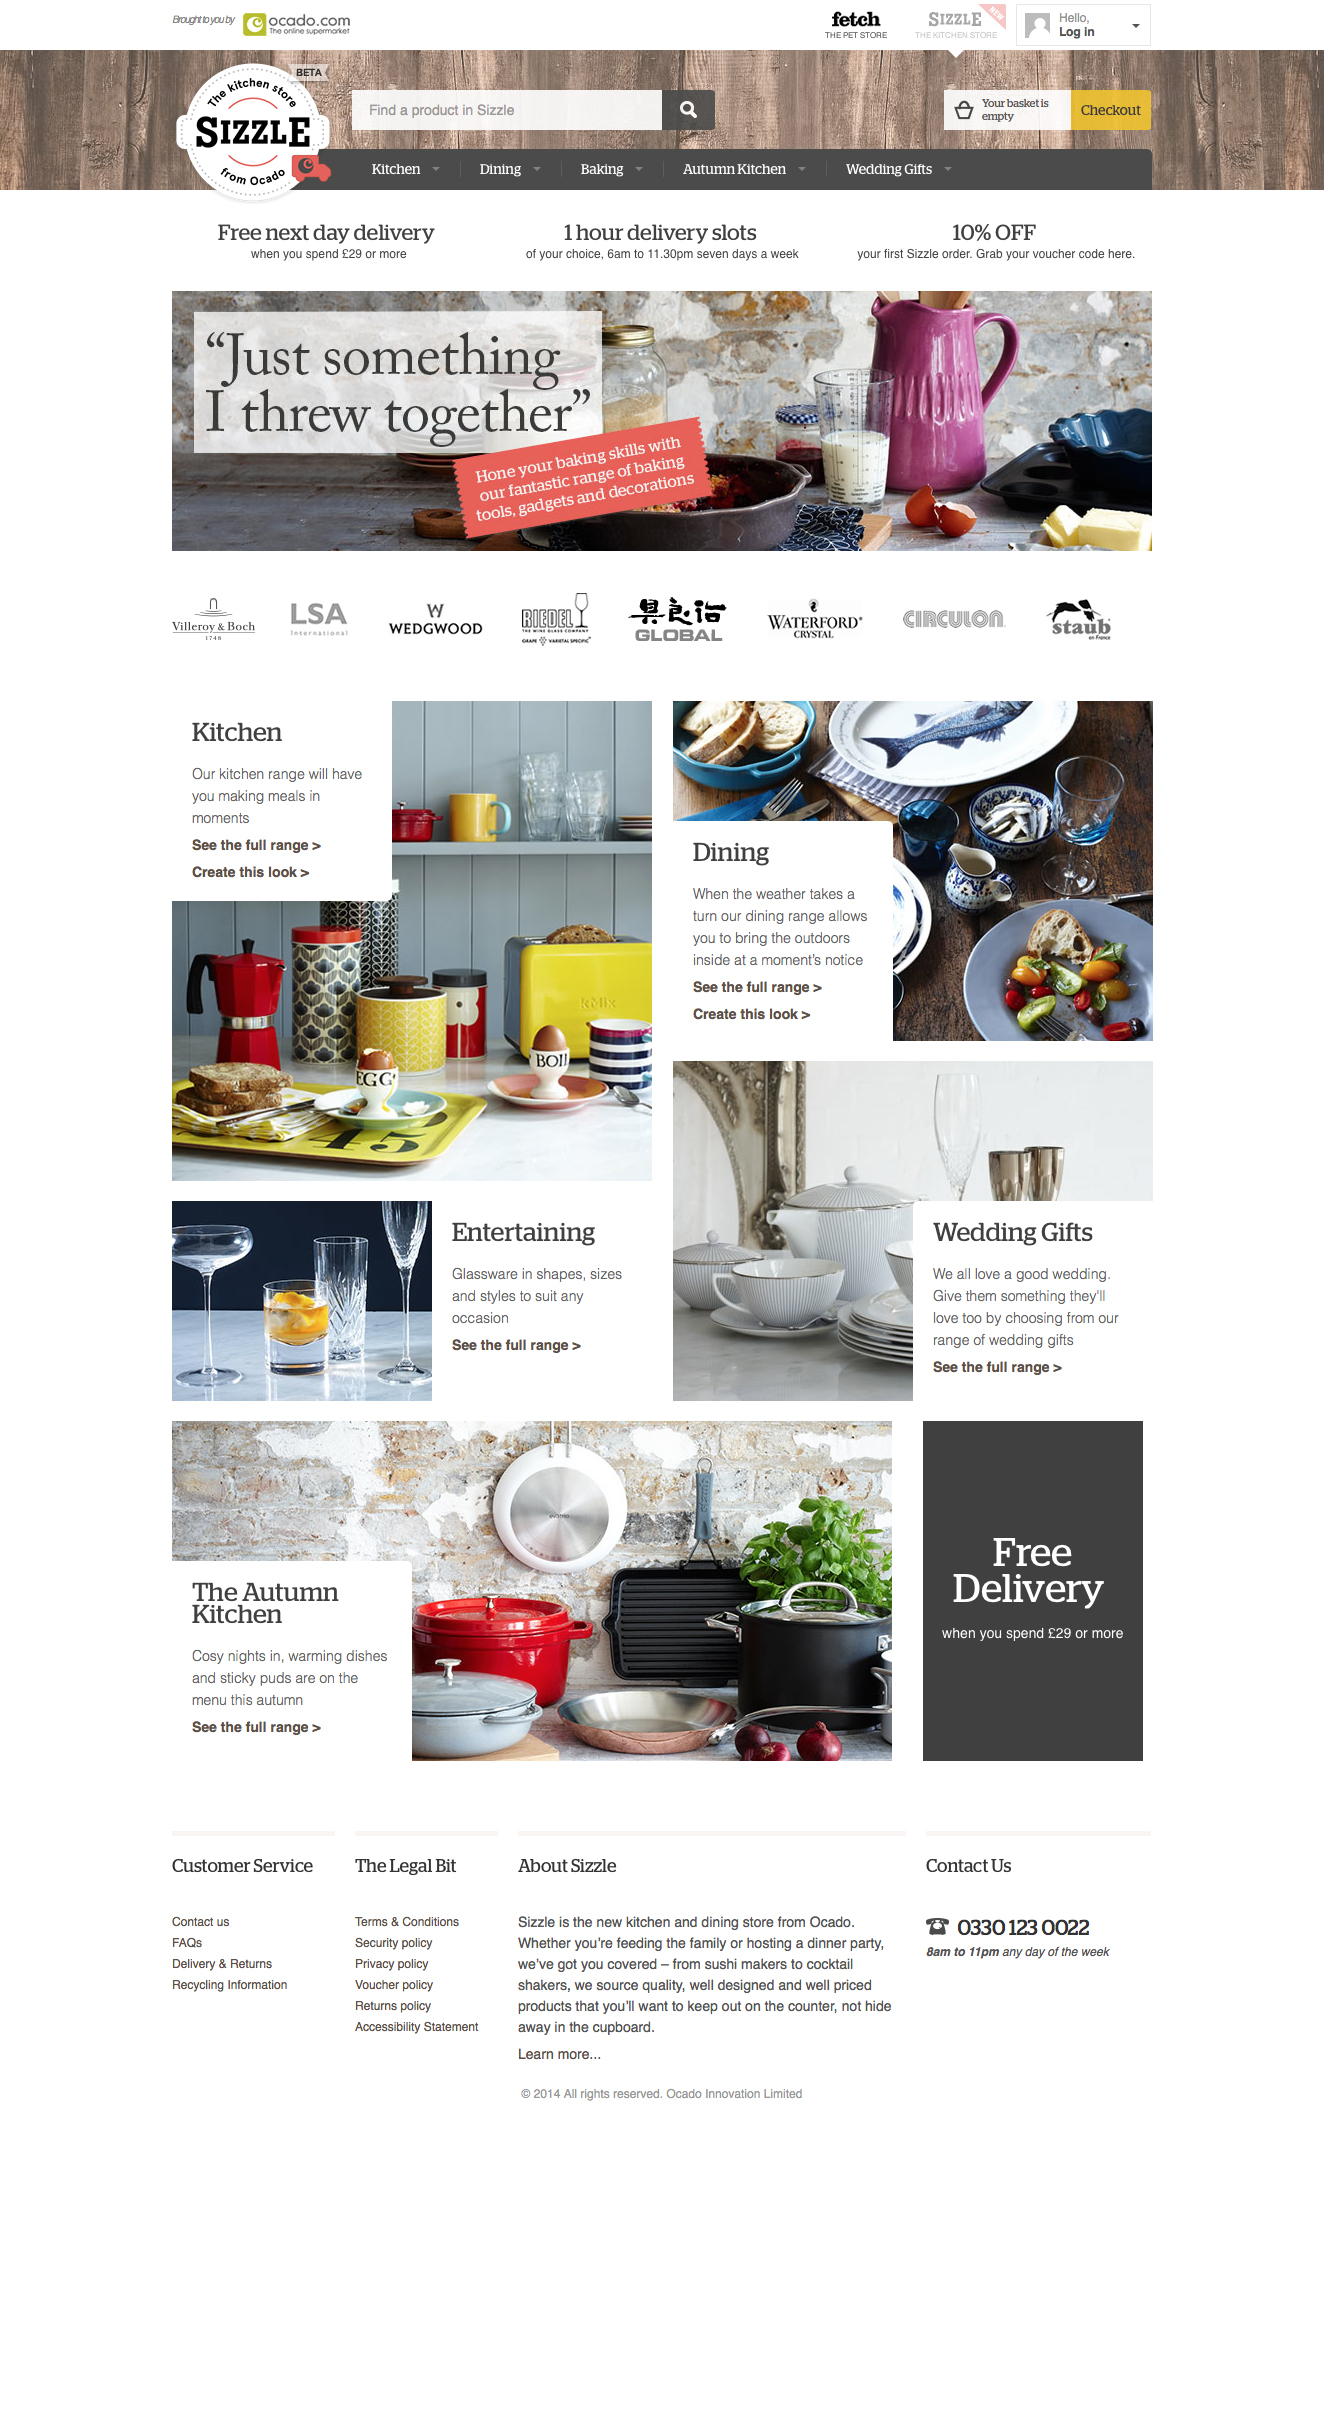 Brought to you by
ocado.com
The online supermarket
fetch
THE PET STORE
SIZZLE
THE KITCHEN STORE
NEW
Hello,
Log in
BETA
The kitchen store
SIZZLE
from Ocado
Find a product in Sizzle
Your basket is
empty
Checkout
Kitchen
Dining
Baking
Autumn Kitchen
Wedding Gifts
Free next day delivery
when you spend £29 or more
1 hour delivery slots
of your choice, 6am to 11.30pm seven days a week
10% OFF
your first Sizzle order. Grab your voucher code here.
“Just something
I threw together”
Hone your baking skills with
our fantastic range of baking
tools, gadgets and decorations
Villeroy & Boch
1748
LSA
International
WEDGWOOD
RIEDEL
THE WINE GLASS COMPANY
GRAPE VARIETAL SPECIFIC®
具良治
GLOBAL
WATERFORD®
CRYSTAL
CIRCULON
staub
en France
Kitchen
Our kitchen range will have
you making meals in
moments
See the full range >
Create this look >
kMix
EGG
BOIL
45
Dining
When the weather takes a
turn our dining range allows
you to bring the outdoors
inside at a moment’s notice
See the full range >
Create this look >
Entertaining
Glassware in shapes, sizes
and styles to suit any
occasion
See the full range >
Wedding Gifts
We all love a good wedding.
Give them something they'll
love too by choosing from our
range of wedding gifts
See the full range >
The Autumn
Kitchen
Cosy nights in, warming dishes
and sticky puds are on the
menu this autumn
See the full range >
Free
Delivery
when you spend £29 or more
Customer Service
Contact us
FAQs
Delivery & Returns
Recycling Information
The Legal Bit
Terms & Conditions
Security policy
Privacy policy
Voucher policy
Returns policy
Accessibility Statement
About Sizzle
Sizzle is the new kitchen and dining store from Ocado.
Whether you’re feeding the family or hosting a dinner party,
we’ve got you covered – from sushi makers to cocktail
shakers, we source quality, well designed and well priced
products that you’ll want to keep out on the counter, not hide
away in the cupboard.
Learn more...
Contact Us
0330 123 0022
8am to 11pm any day of the week
© 2014 All rights reserved. Ocado Innovation Limited